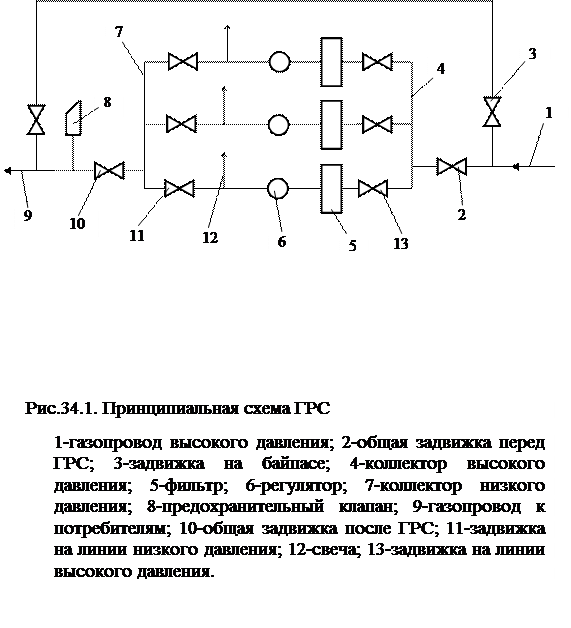 7
8
4
3
1
9
10
11
12
6
5
13
2
Рис.34.1. Принципиальная схема ГРС
1-газопровод высокого давления; 2-общая задвижка перед
ГРС; 3-задвижка на байпасе; 4-коллектор высокого
давления; 5-фильтр; 6-регулятор; 7-коллектор низкого
давления; 8-предохранительный клапан; 9-газопровод к
потребителям; 10-общая задвижка после ГРС; 11-задвижка
на линии низкого давления; 12-свеча; 13-задвижка на линии
высокого давления.